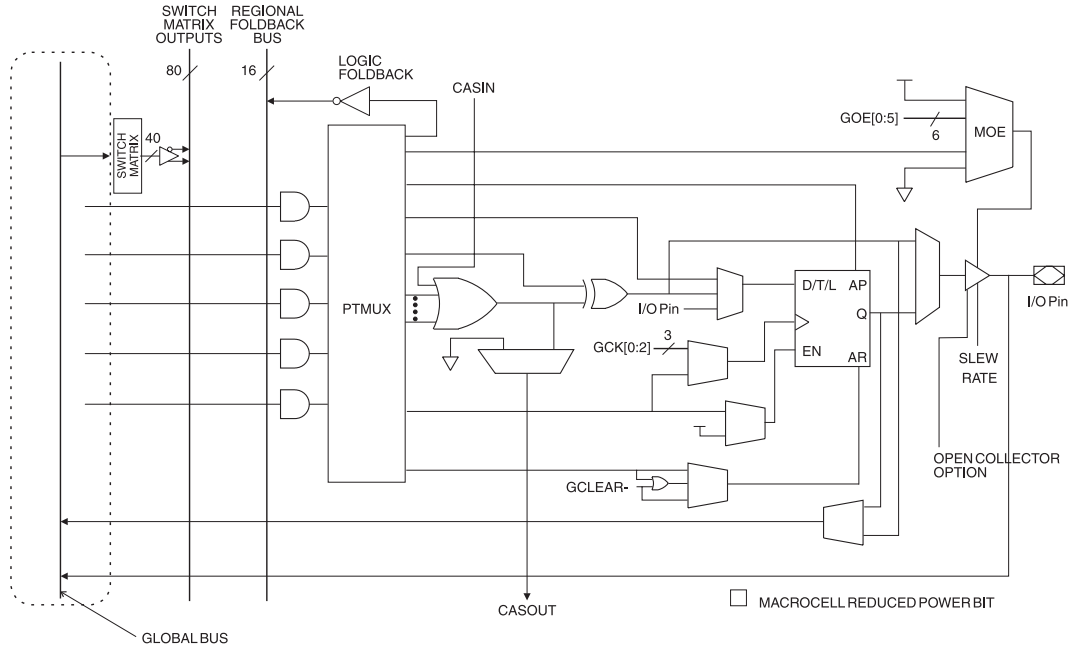 SWITCH
MATRIX
OUTPUTS
REGIONAL
FOLDBACK
BUS
80
16
LOGIC
FOLDBACK
CASIN
GOE[0:5]
6
MOE
SWITCH
MATRIX
40
PTMUX
I/O Pin
D/T/L
AP
Q
EN
AR
I/O Pin
GCK[0:2]
3
SLEW
RATE
OPEN COLLECTOR
OPTION
GCLEAR-
CASOUT
MACROCELL REDUCED POWER BIT
GLOBAL BUS